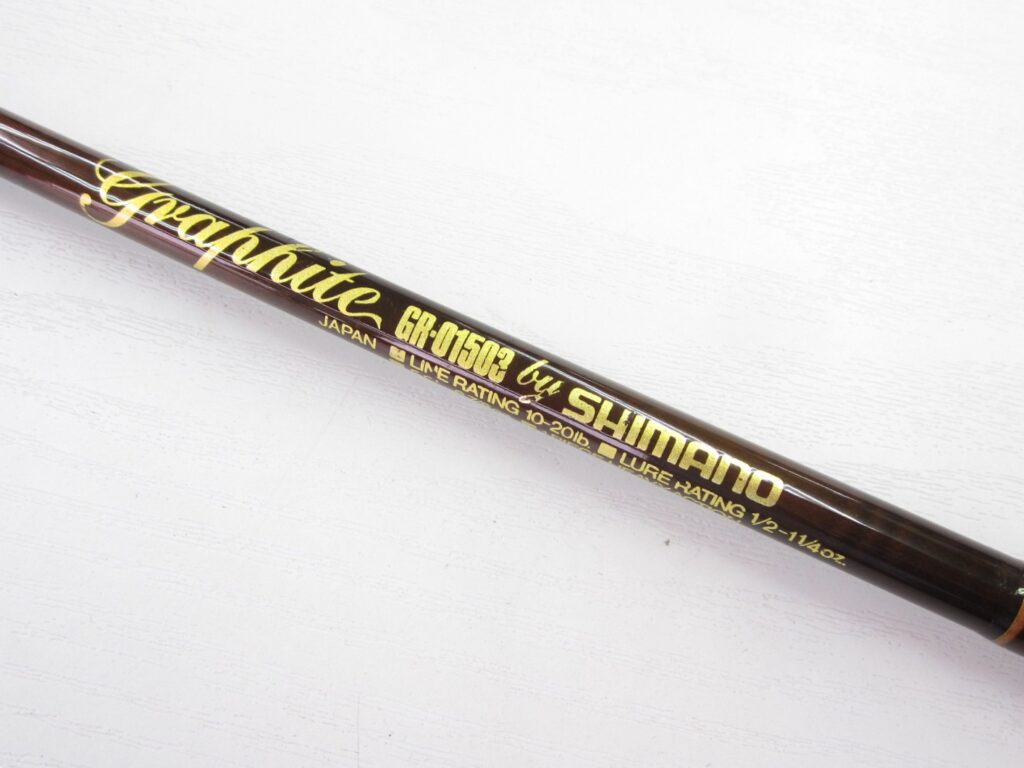 Graphite GR-01503 by SHIMANO
JAPAN ■ LINE RATING 10-20lb. ■ LURE RATING 1/2-11/4oz.